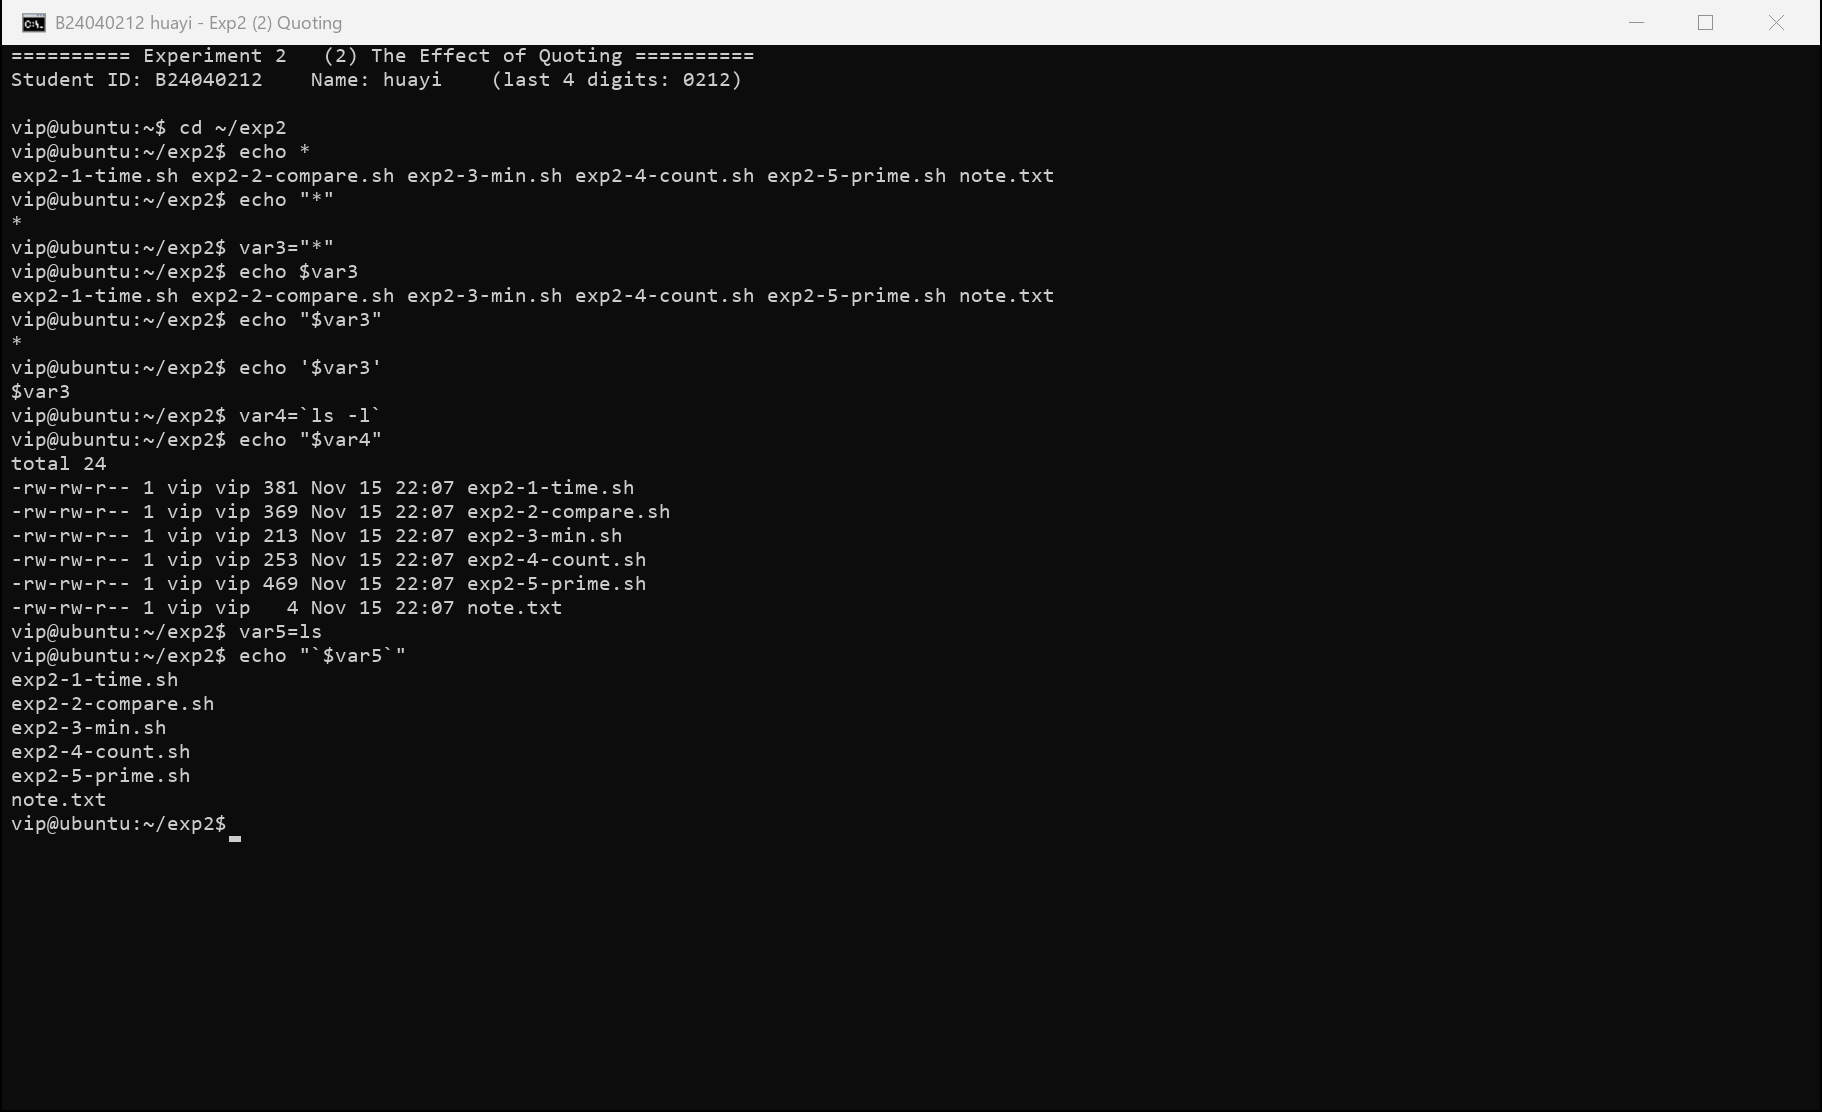 B24040212 huayi - Exp2 (2) Quoting
========== Experiment 2   (2) The Effect of Quoting ==========
Student ID: B24040212    Name: huayi    (last 4 digits: 0212)
vip@ubuntu:~$ cd ~/exp2
vip@ubuntu:~/exp2$ echo *
exp2-1-time.sh exp2-2-compare.sh exp2-3-min.sh exp2-4-count.sh exp2-5-prime.sh note.txt
vip@ubuntu:~/exp2$ echo "*"
*
vip@ubuntu:~/exp2$ var3="*"
vip@ubuntu:~/exp2$ echo $var3
exp2-1-time.sh exp2-2-compare.sh exp2-3-min.sh exp2-4-count.sh exp2-5-prime.sh note.txt
vip@ubuntu:~/exp2$ echo "$var3"
*
vip@ubuntu:~/exp2$ echo '$var3'
$var3
vip@ubuntu:~/exp2$ var4=`ls -l`
vip@ubuntu:~/exp2$ echo "$var4"
total 24
-rw-rw-r-- 1 vip vip 381 Nov 15 22:07 exp2-1-time.sh
-rw-rw-r-- 1 vip vip 369 Nov 15 22:07 exp2-2-compare.sh
-rw-rw-r-- 1 vip vip 213 Nov 15 22:07 exp2-3-min.sh
-rw-rw-r-- 1 vip vip 253 Nov 15 22:07 exp2-4-count.sh
-rw-rw-r-- 1 vip vip 469 Nov 15 22:07 exp2-5-prime.sh
-rw-rw-r-- 1 vip vip   4 Nov 15 22:07 note.txt
vip@ubuntu:~/exp2$ var5=ls
vip@ubuntu:~/exp2$ echo "`$var5`"
exp2-1-time.sh
exp2-2-compare.sh
exp2-3-min.sh
exp2-4-count.sh
exp2-5-prime.sh
note.txt
vip@ubuntu:~/exp2$